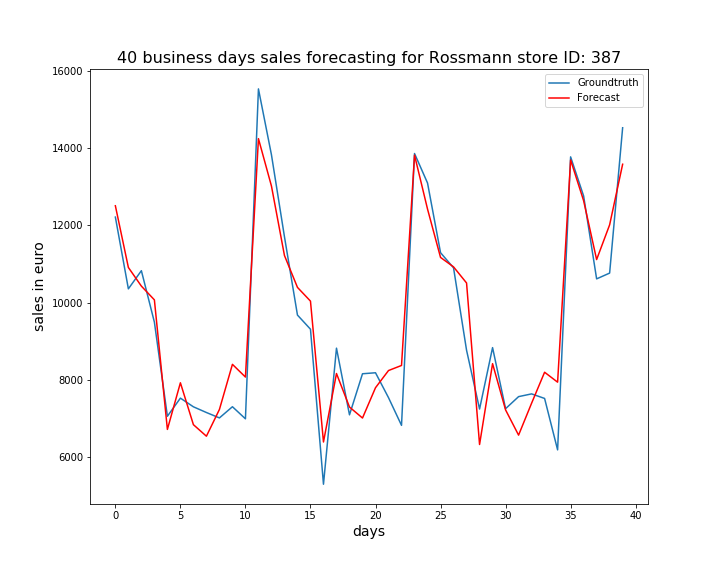 40 business days sales forecasting for Rossmann store ID: 387
Groundtruth
Forecast
sales in euro
16000
14000
12000
10000
8000
6000
0 5 10 15 20 25 30 35 40
days